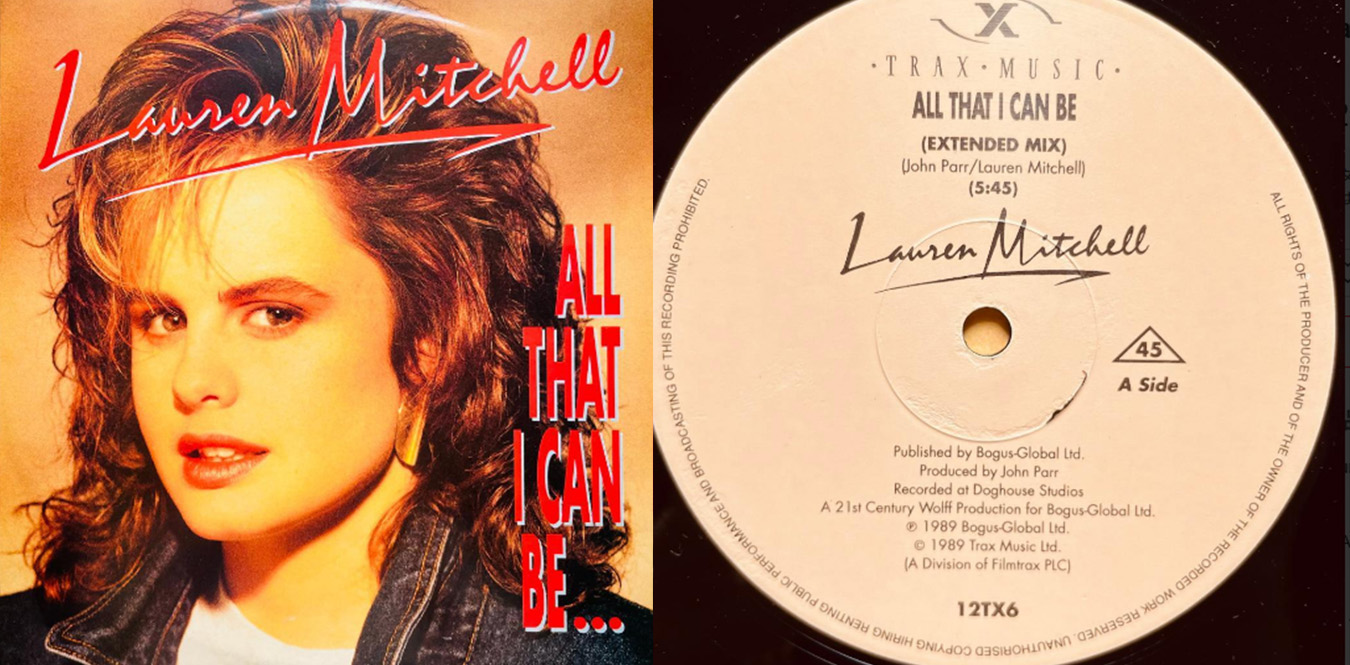 Lauren Mitchell
ALL
THAT
I CAN
BE...
X
·TRAX·MUSIC·
ALL THAT I CAN BE
(EXTENDED MIX)
(John Parr/Lauren Mitchell)
(5:45)
Lauren Mitchell
45
A Side
Published by Bogus-Global Ltd.
Produced by John Parr
Recorded at Doghouse Studios
A 21st Century Wolff Production for Bogus-Global Ltd.
℗ 1989 Bogus-Global Ltd.
© 1989 Trax Music Ltd.
(A Division of Filmtrax PLC)
12TX6
ALL RIGHTS OF THE PRODUCER AND OF THE OWNER OF THE RECORDED WORK RESERVED. UNAUTHORISED COPYING HIRING RENTING PUBLIC PERFORMANCE AND BROADCASTING OF THIS RECORDING PROHIBITED.